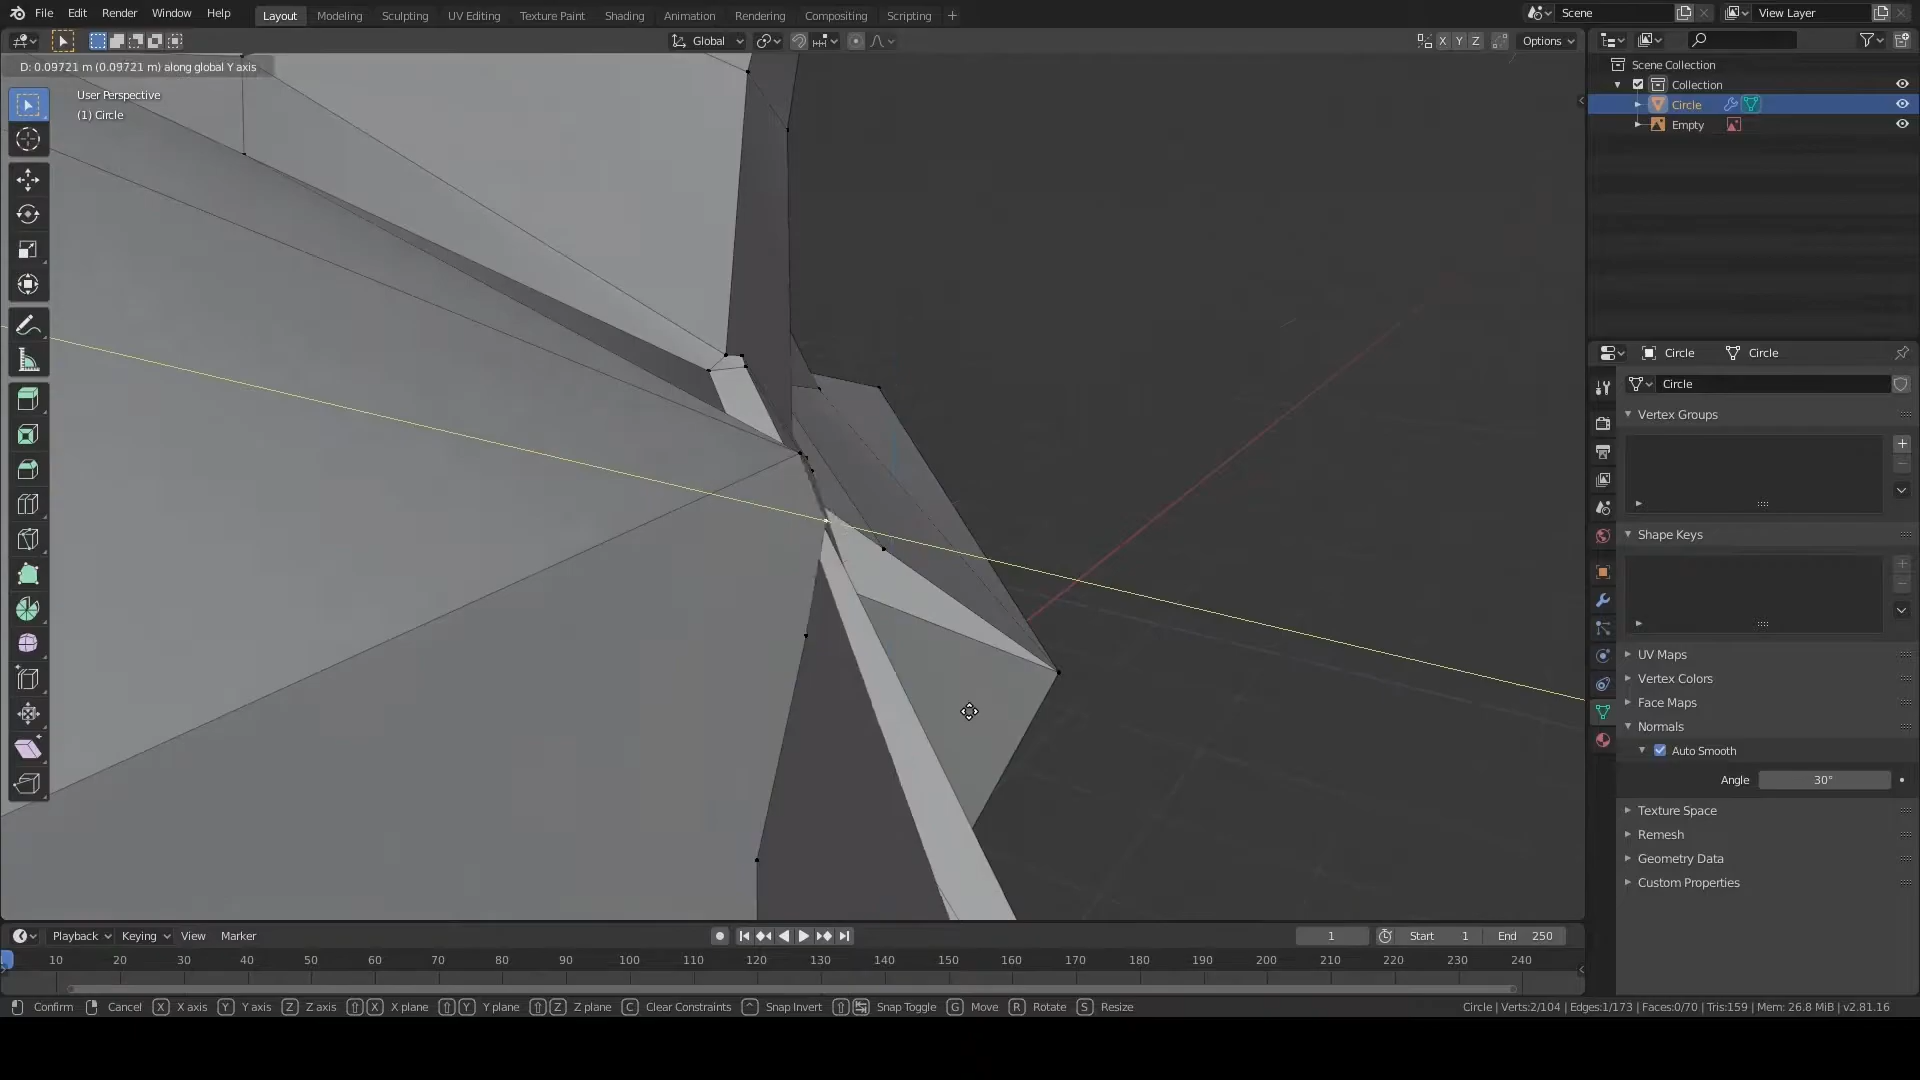 File Edit Render Window Help Layout Modeling Sculpting UV Editing Texture Paint Shading Animation Rendering Compositing Scripting + Scene View Layer
Global X Y Z Options
D: 0.09721 m (0.09721 m) along global Y axis
User Perspective
(1) Circle
Scene Collection
Collection
Circle
Empty
Circle Circle
Circle
Vertex Groups
Shape Keys
UV Maps
Vertex Colors
Face Maps
Normals
Auto Smooth
Angle 30°
Texture Space
Remesh
Geometry Data
Custom Properties
Playback Keying View Marker 1 Start 1 End 250
10 20 30 40 50 60 70 80 90 100 110 120 130 140 150 160 170 180 190 200 210 220 230 240
Confirm Cancel X X axis Y Y axis Z Z axis X X plane Y Y plane Z Z plane C Clear Constraints Snap Invert Snap Toggle G Move R Rotate S Resize Circle | Verts:2/104 | Edges:1/173 | Faces:0/70 | Tris:159 | Mem: 26.8 MiB | v2.81.16